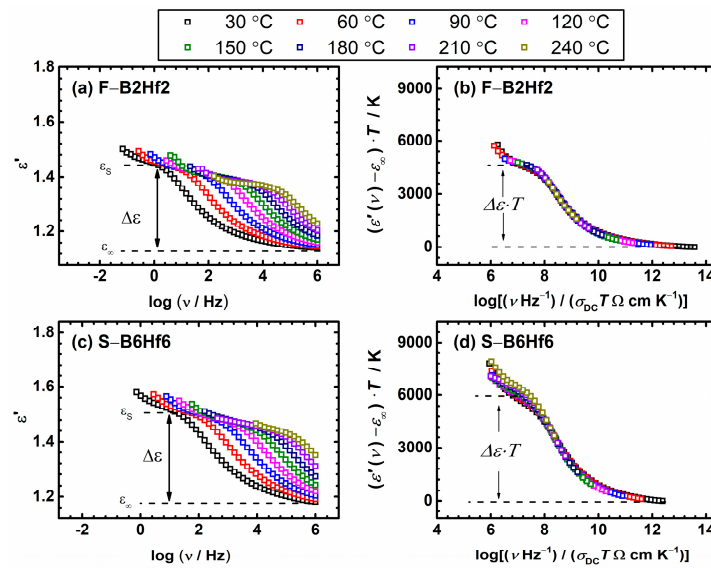 30 °C 60 °C 90 °C 120 °C
150 °C 180 °C 210 °C 240 °C
(a) F–B2Hf2
ε'
1.8
1.6
1.4
1.2
εS
Δε
ε∞
-2 0 2 4 6
log (ν / Hz)
(b) F–B2Hf2
(ε'(ν)–ε∞) · T / K
9000
6000
3000
0
Δε·T
4 6 8 10 12 14
log[(ν Hz⁻¹) / (σDC T Ω cm K⁻¹)]
(c) S–B6Hf6
ε'
1.8
1.6
1.4
1.2
εS
Δε
ε∞
-2 0 2 4 6
log (ν / Hz)
(d) S–B6Hf6
(ε'(ν)–ε∞) · T / K
9000
6000
3000
0
Δε·T
4 6 8 10 12 14
log[(ν Hz⁻¹) / (σDC T Ω cm K⁻¹)]